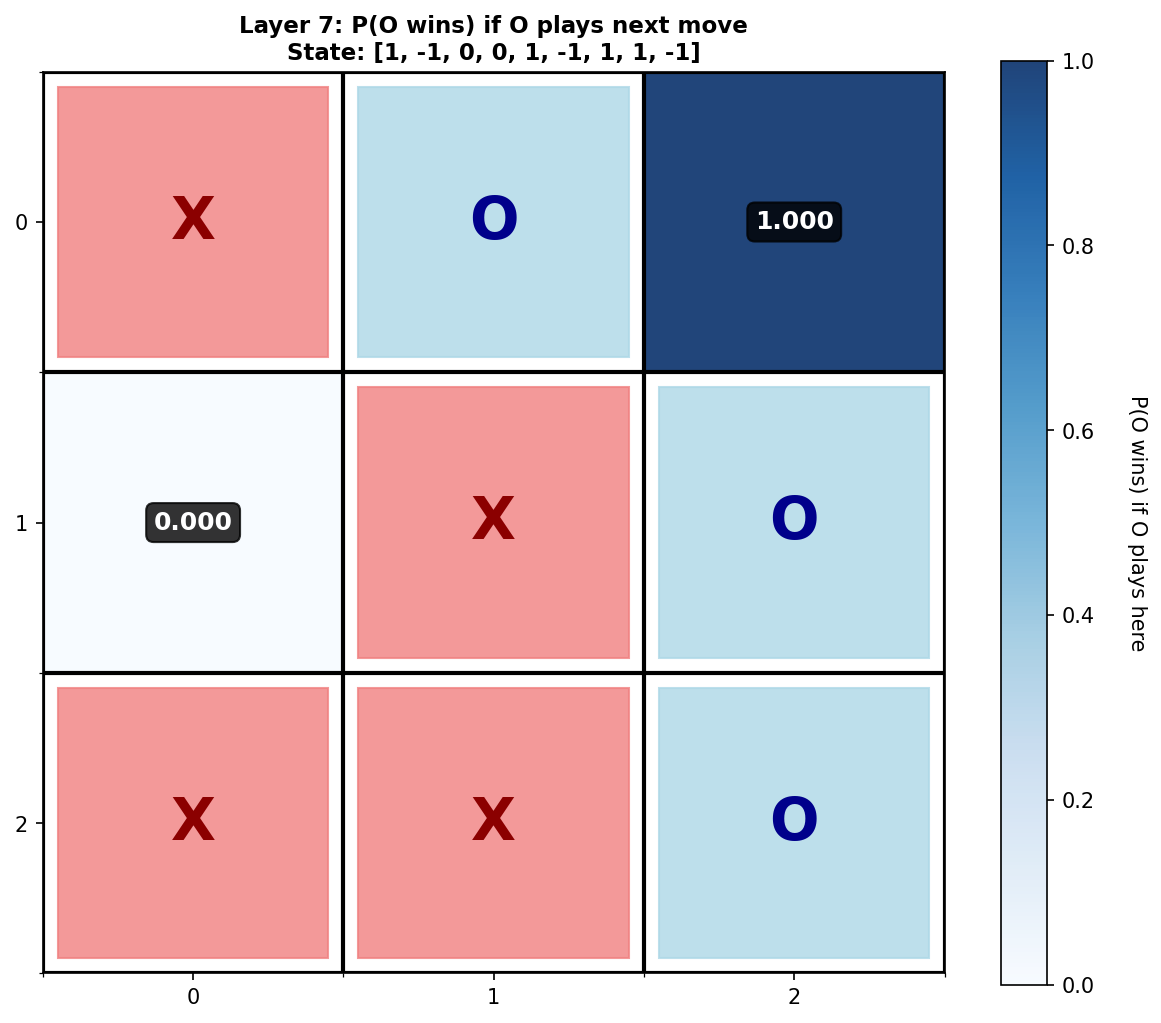 Layer 7: P(O wins) if O plays next move
State: [1, -1, 0, 0, 1, -1, 1, 1, -1]
X
O
1.000
0.000
X
O
X
X
O
0
1
2
0
1
2
1.0
0.8
0.6
0.4
0.2
0.0
P(O wins) if O plays here